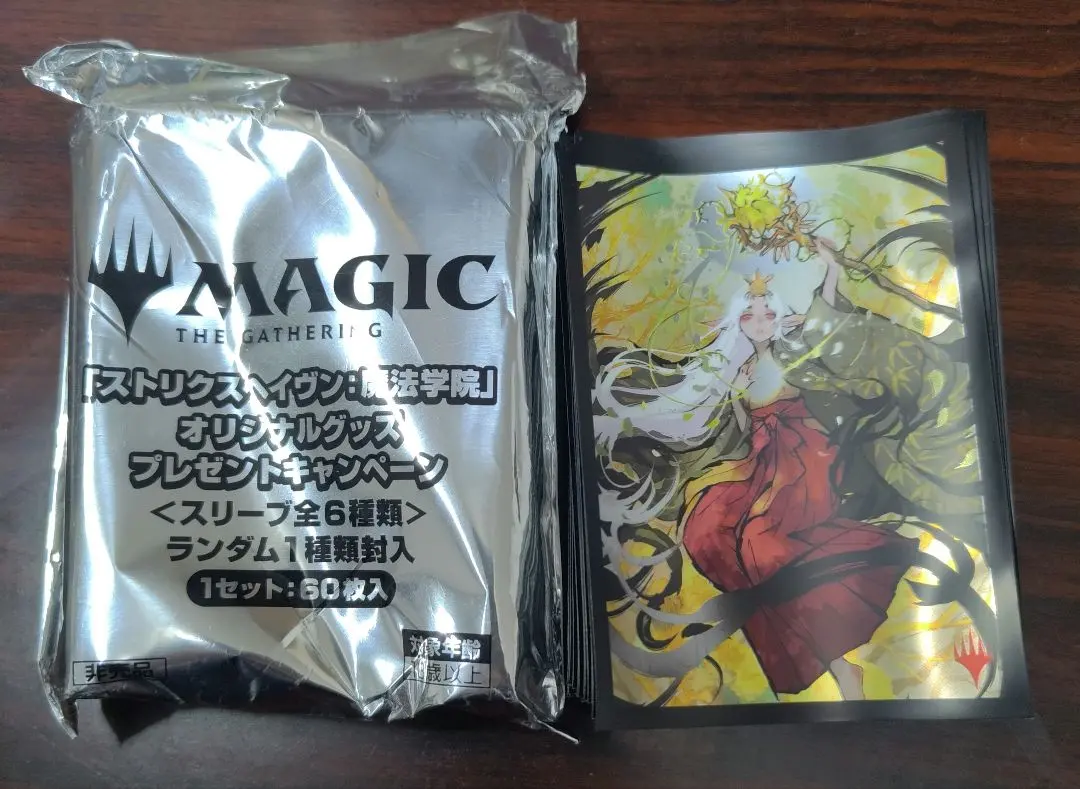 MAGIC
THE GATHERING
「ストリクスヘイヴン:魔法学院」
オリジナルグッズ
プレゼントキャンペーン
<スリーブ全6種類>
ランダム1種類封入
1セット:60枚入
非売品
対象年齢
歳以上